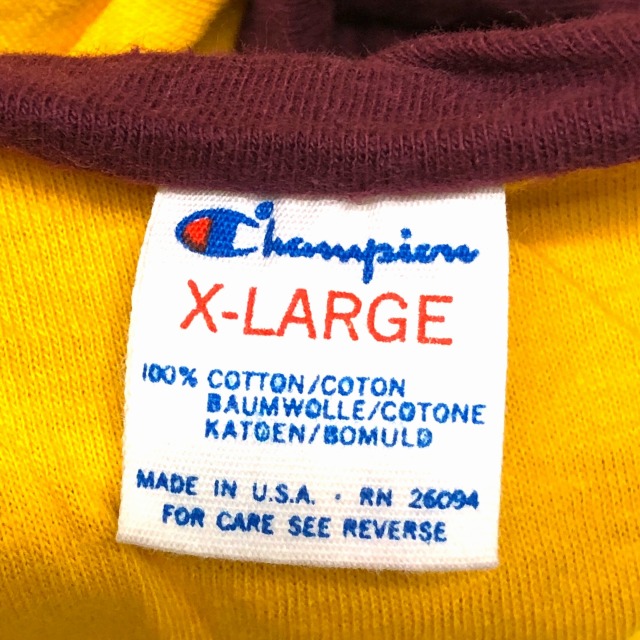 Champion
X-LARGE
100% COTTON/COTON
BAUMWOLLE/COTONE
KATOEN/BOMULD
MADE IN U.S.A. · RN 26094
FOR CARE SEE REVERSE